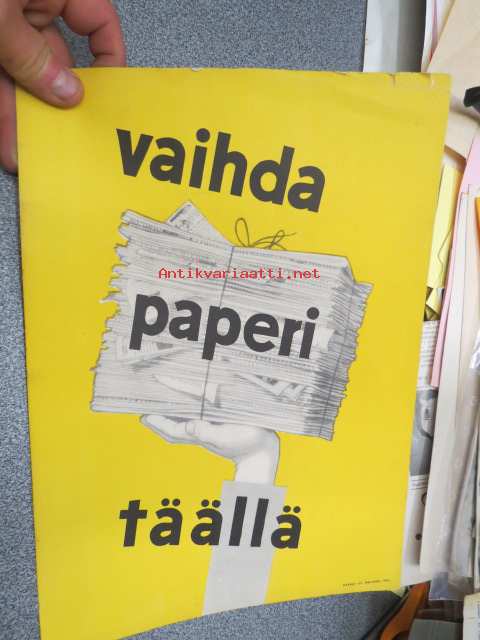 vaihda
Antikvariaatti.net
paperi
täällä